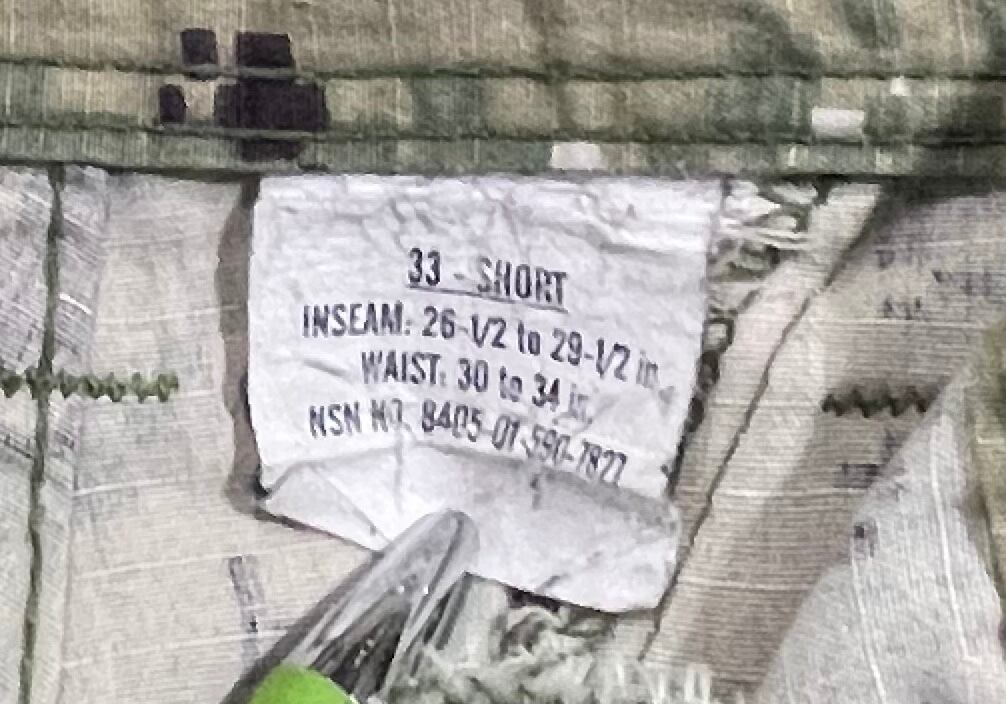 33 - SHORT
INSEAM: 26-1/2 to 29-1/2 in.
WAIST: 30 to 34 in.
NSN NO. 8405-01-590-7827